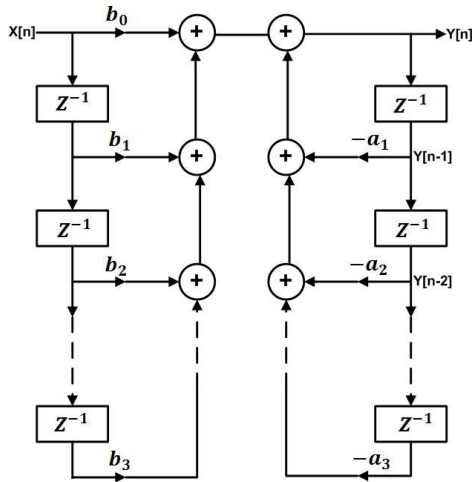 X[n] b₀ + + Y[n]
Z⁻¹ Z⁻¹
b₁ + + −a₁ Y[n-1]
Z⁻¹ Z⁻¹
b₂ + + −a₂ Y[n-2]
Z⁻¹ Z⁻¹
b₃ −a₃